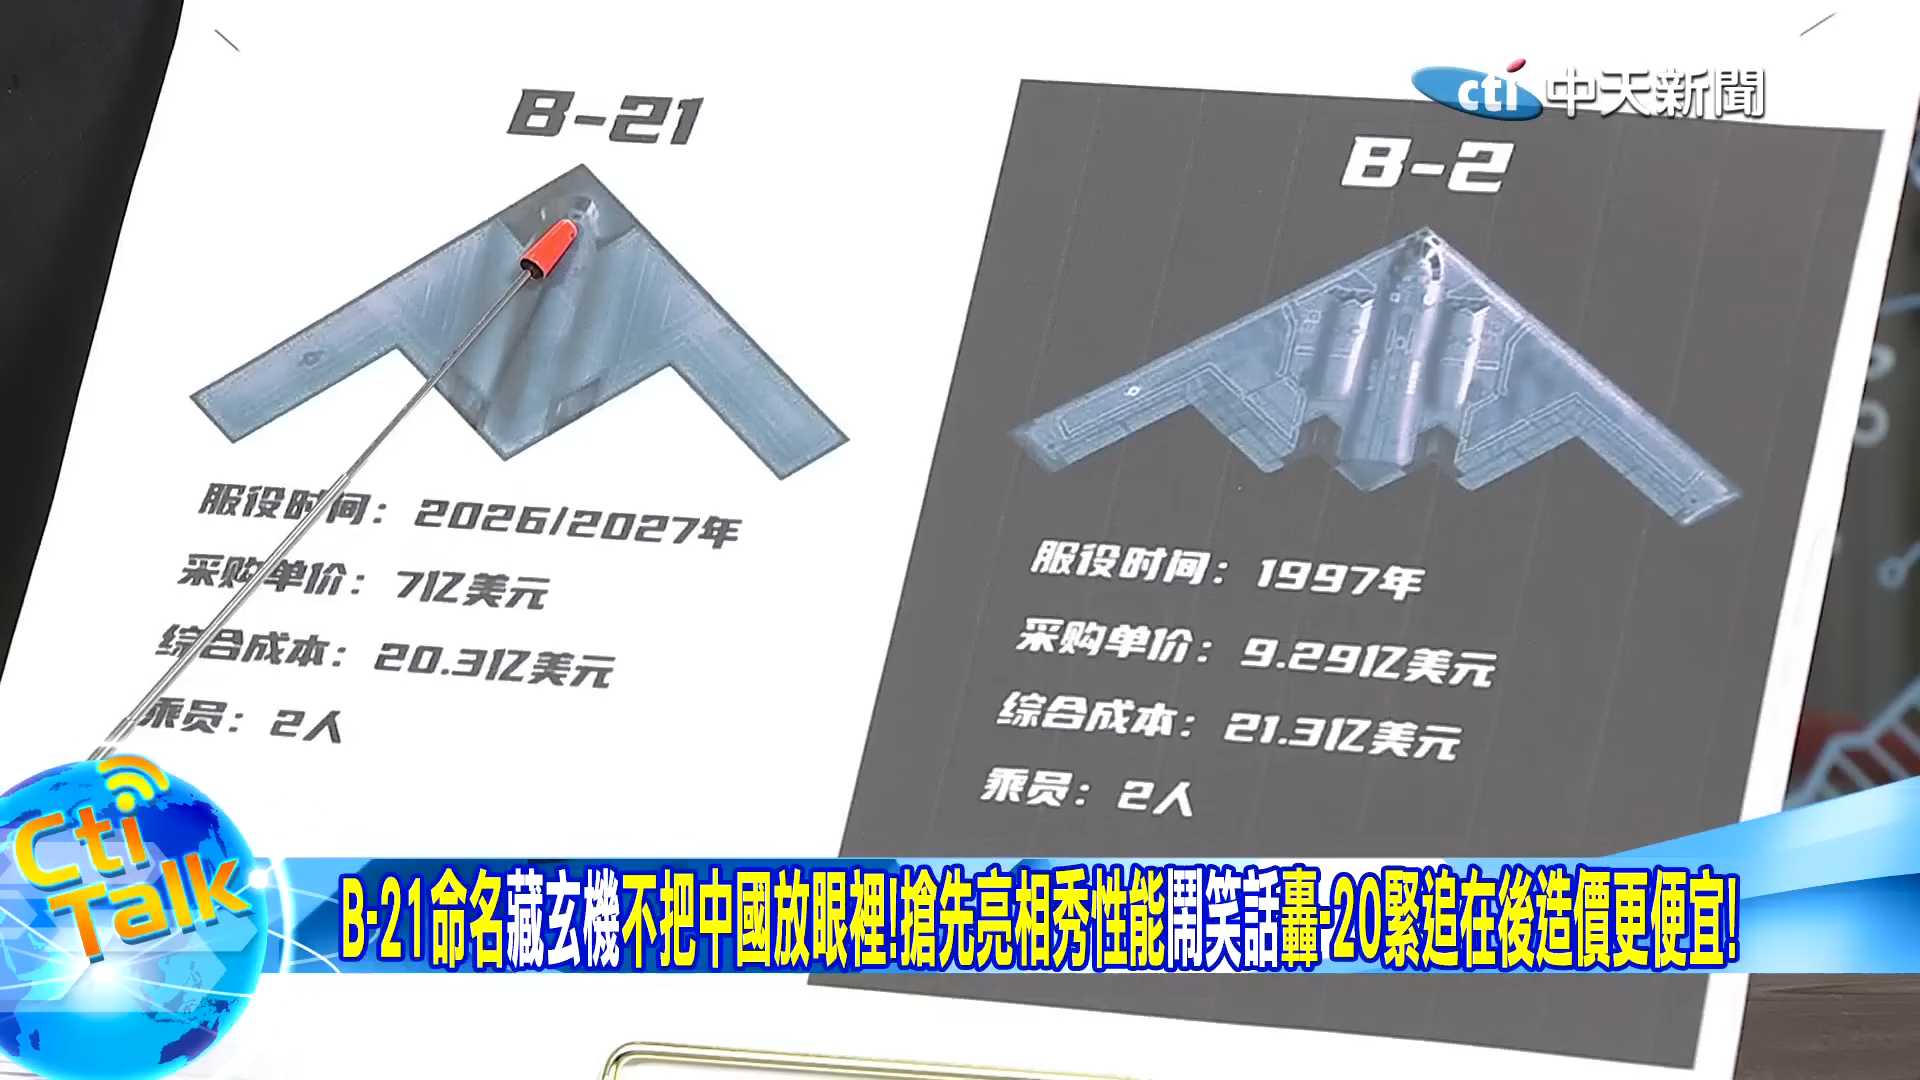 cti 中天新聞
B-21
服役时间：2026/2027年
采购单价：7亿美元
综合成本：20.3亿美元
乘员：2人
B-2
服役时间：1997年
采购单价：9.29亿美元
综合成本：21.3亿美元
乘员：2人
Cti
Talk
B-21命名藏玄機不把中國放眼裡!搶先亮相秀性能鬧笑話轟-20緊追在後造價更便宜!